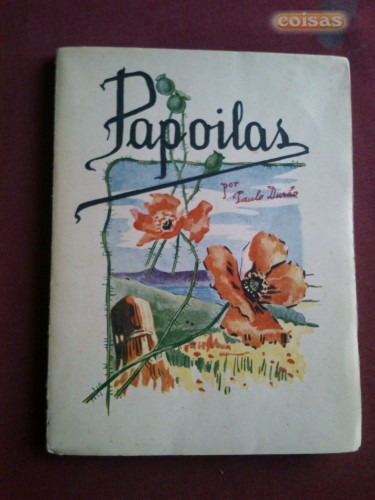 coisas
Papoilas
por
Paulo Durão